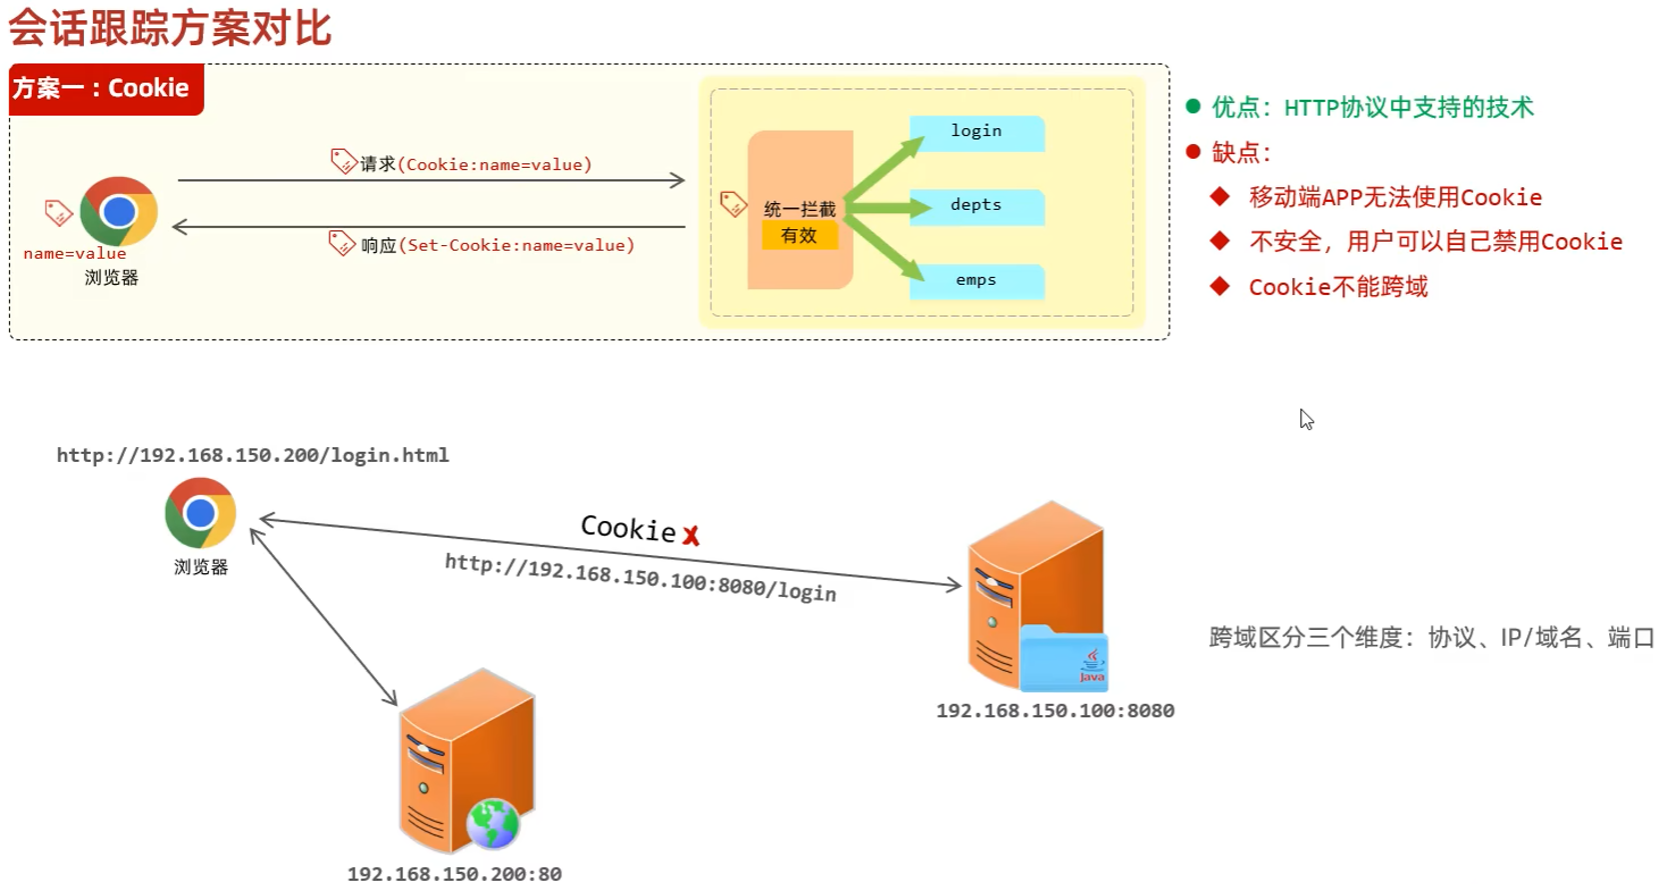 会话跟踪方案对比
方案一：Cookie
请求(Cookie:name=value)
响应(Set-Cookie:name=value)
name=value
浏览器
统一拦截
有效
login
depts
emps
优点：HTTP协议中支持的技术
缺点：
移动端APP无法使用Cookie
不安全，用户可以自己禁用Cookie
Cookie不能跨域
http://192.168.150.200/login.html
浏览器
Cookie
http://192.168.150.100:8080/login
Java
192.168.150.100:8080
跨域区分三个维度：协议、IP/域名、端口
192.168.150.200:80